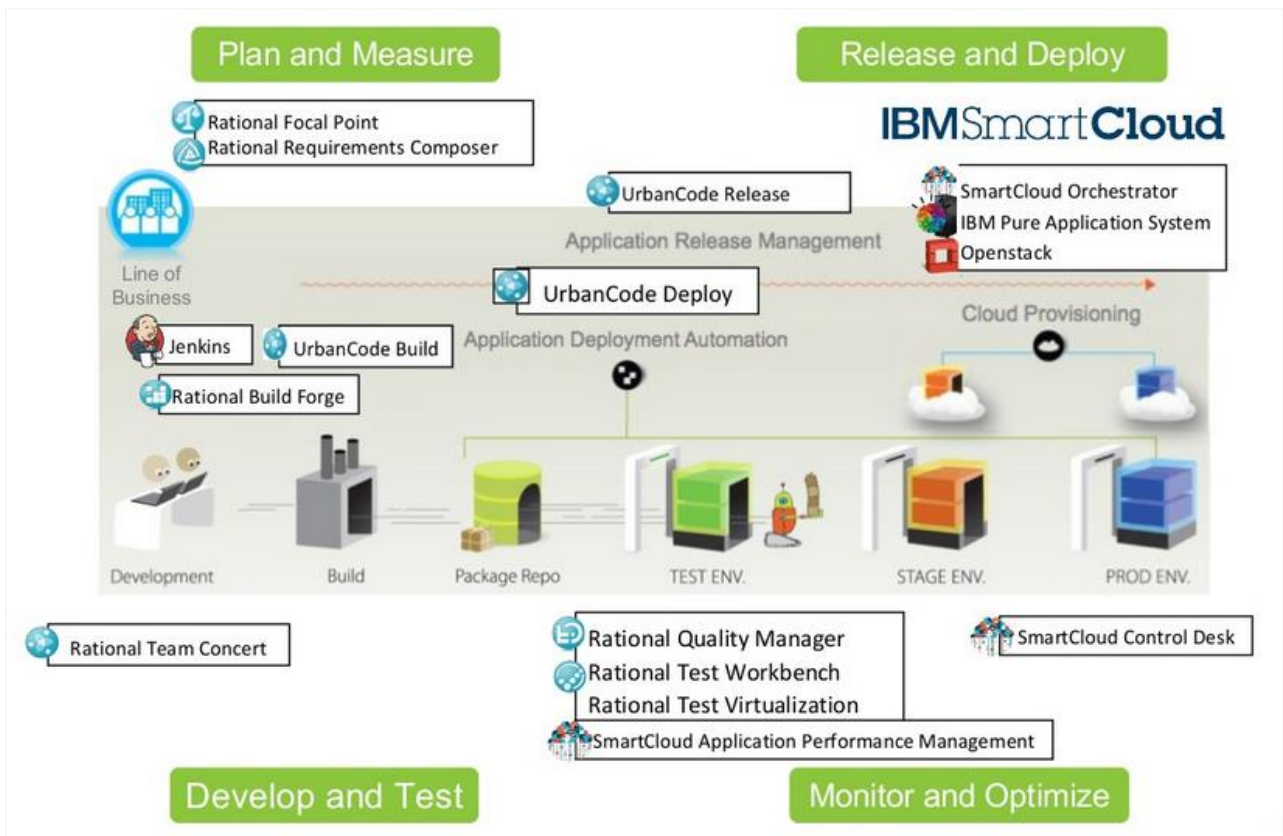 Plan and Measure
Release and Deploy
Rational Focal Point
Rational Requirements Composer
IBMSmartCloud
UrbanCode Release
SmartCloud Orchestrator
IBM Pure Application System
Openstack
Application Release Management
Line of
Business
UrbanCode Deploy
Cloud Provisioning
Jenkins
UrbanCode Build
Application Deployment Automation
Rational Build Forge
Development
Build
Package Repo
TEST ENV.
STAGE ENV.
PROD ENV.
Rational Team Concert
Rational Quality Manager
Rational Test Workbench
Rational Test Virtualization
SmartCloud Control Desk
SmartCloud Application Performance Management
Develop and Test
Monitor and Optimize